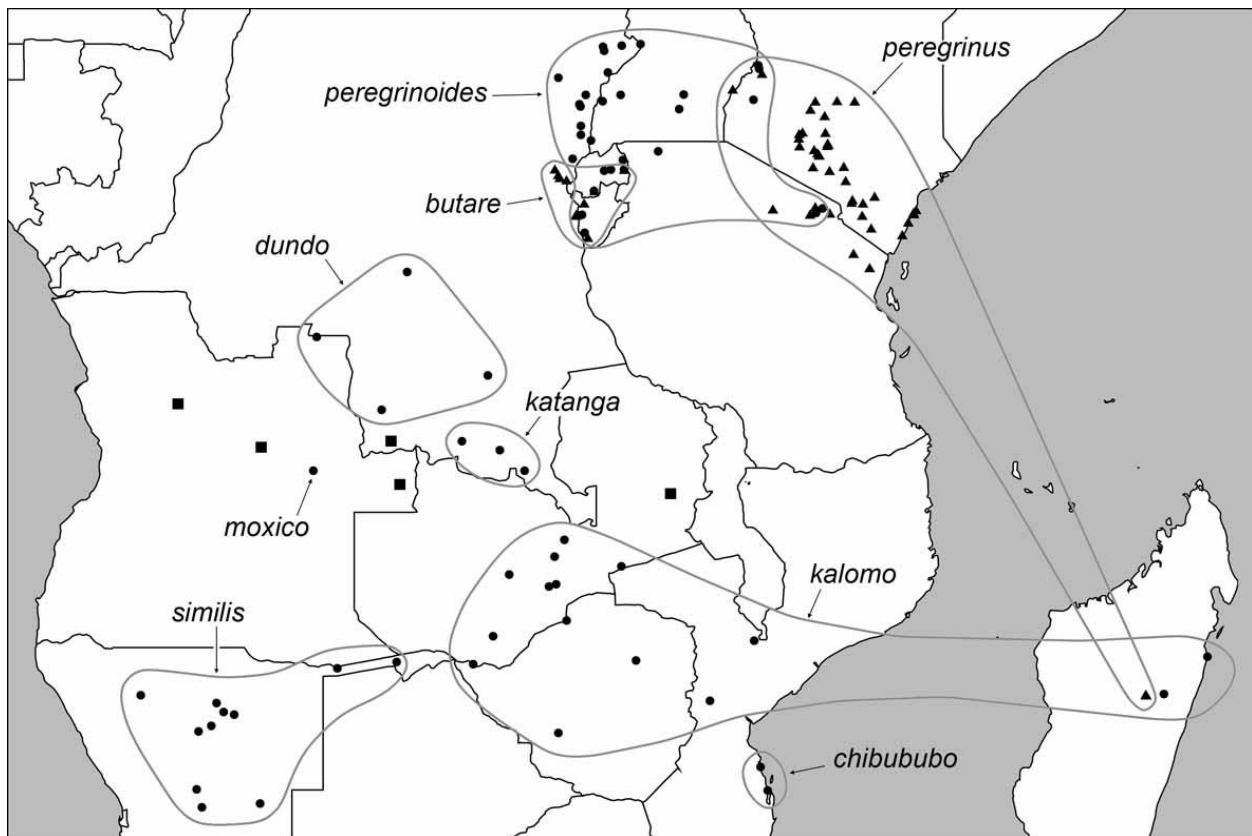 peregrinus
peregrinoides
butare
dundo
katanga
moxico
kalomo
similis
chibububo